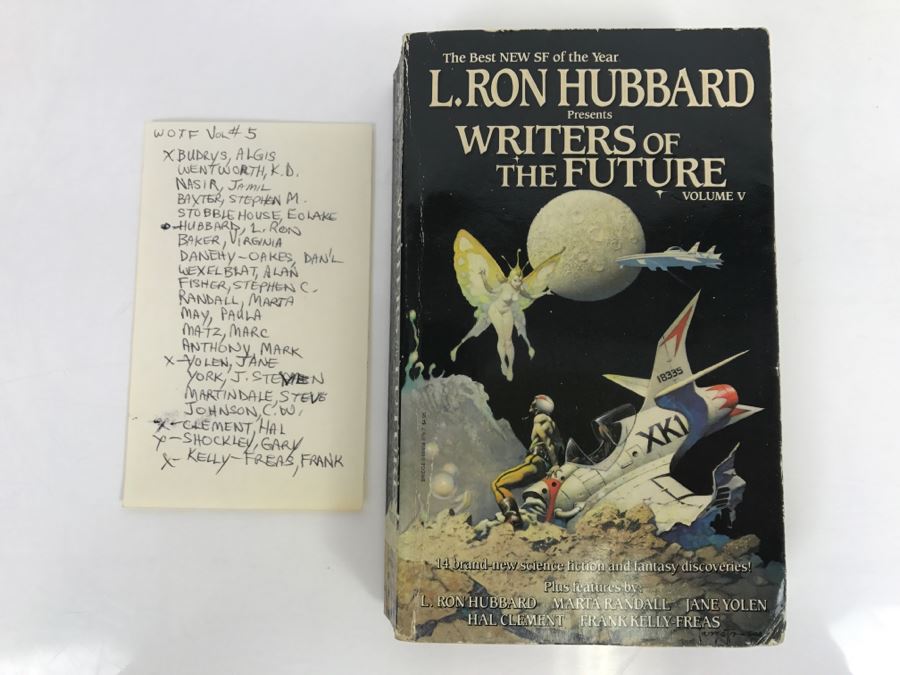 WOTF VOL# 5
X BUDRYS, ALGIS
WENTWORTH, K.D.
NASIR, JAMIL
BAXTER, STEPHEN M.
STOBBLEHOUSE, EOLAKE
HUBBARD, L. RON
BAKER, VIRGINIA
DANEHY-OAKES, DAN'L
WEXELBLAT, ALAN
FISHER, STEPHEN C.
RANDALL, MARTA
MAY, PAULA
MATZ, MARC
ANTHONY, MARK
X-YOLEN, JANE
YORK, J. STEVEN
MARTINDALE, STEVE
JOHNSON, C.W.
X-CLEMENT, HAL
X-SHOCKLEY, GARY
X-KELLY-FREAS, FRANK
The Best NEW SF of the Year
L. RON HUBBARD
Presents
WRITERS OF
THE FUTURE
VOLUME V
18335
XK1
14 brand-new science fiction and fantasy discoveries!
Plus features by:
L. RON HUBBARD MARTA RANDALL JANE YOLEN
HAL CLEMENT FRANK KELLY-FREAS